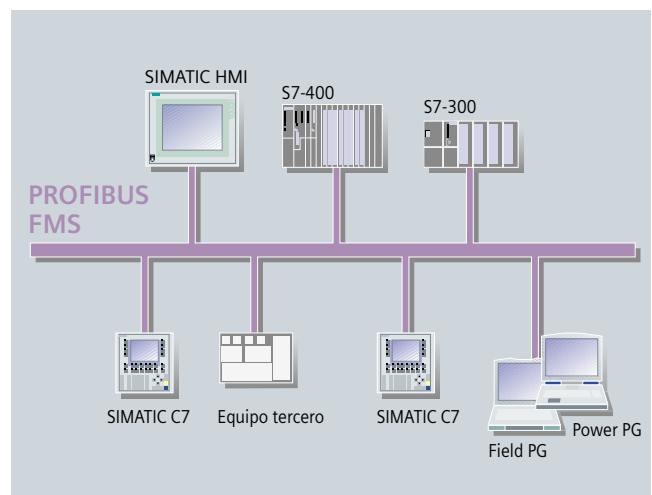 SIMATIC HMI
S7-400
S7-300
PROFIBUS
FMS
SIMATIC C7
Equipo tercero
SIMATIC C7
Field PG
Power PG